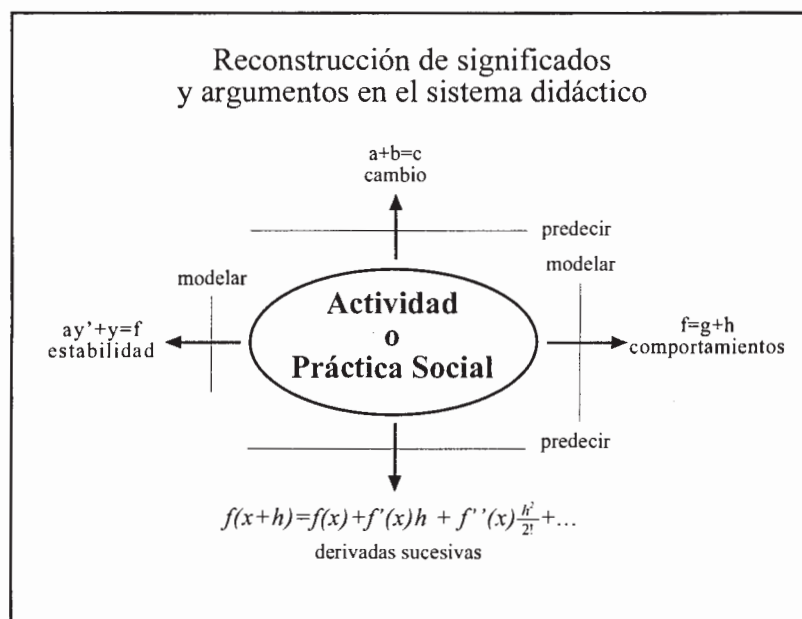 Reconstrucción de significados
y argumentos en el sistema didáctico
a+b=c
cambio
predecir
modelar
modelar
Actividad
o
Práctica Social
ay'+y=f
estabilidad
f=g+h
comportamientos
predecir
f(x+h)=f(x)+f'(x)h + f''(x)h²/2!+...
derivadas sucesivas